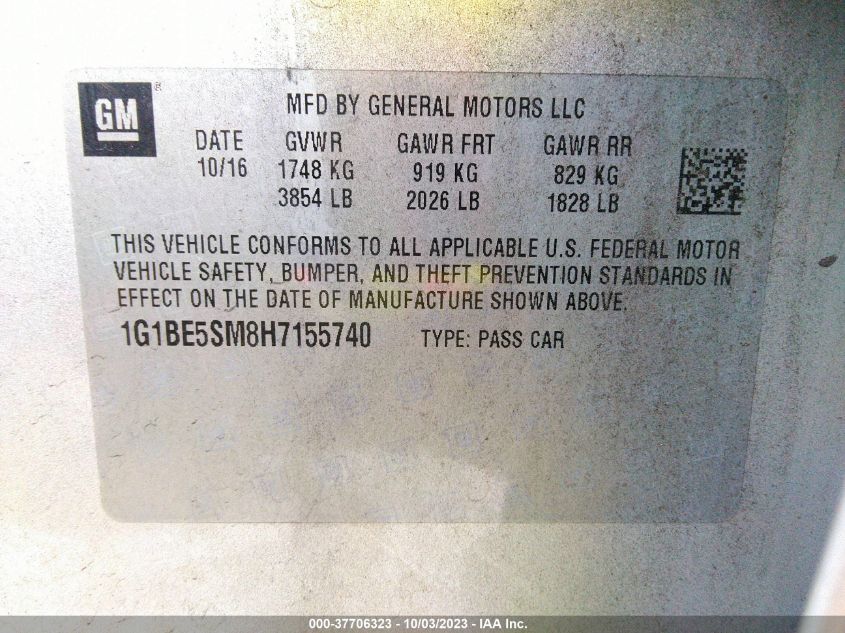 GM
MFD BY GENERAL MOTORS LLC
DATE GVWR GAWR FRT GAWR RR
10/16 1748 KG 919 KG 829 KG
3854 LB 2026 LB 1828 LB
THIS VEHICLE CONFORMS TO ALL APPLICABLE U.S. FEDERAL MOTOR
VEHICLE SAFETY, BUMPER, AND THEFT PREVENTION STANDARDS IN
EFFECT ON THE DATE OF MANUFACTURE SHOWN ABOVE.
1G1BE5SM8H7155740 TYPE: PASS CAR
000-37706323 - 10/03/2023 - IAA Inc.